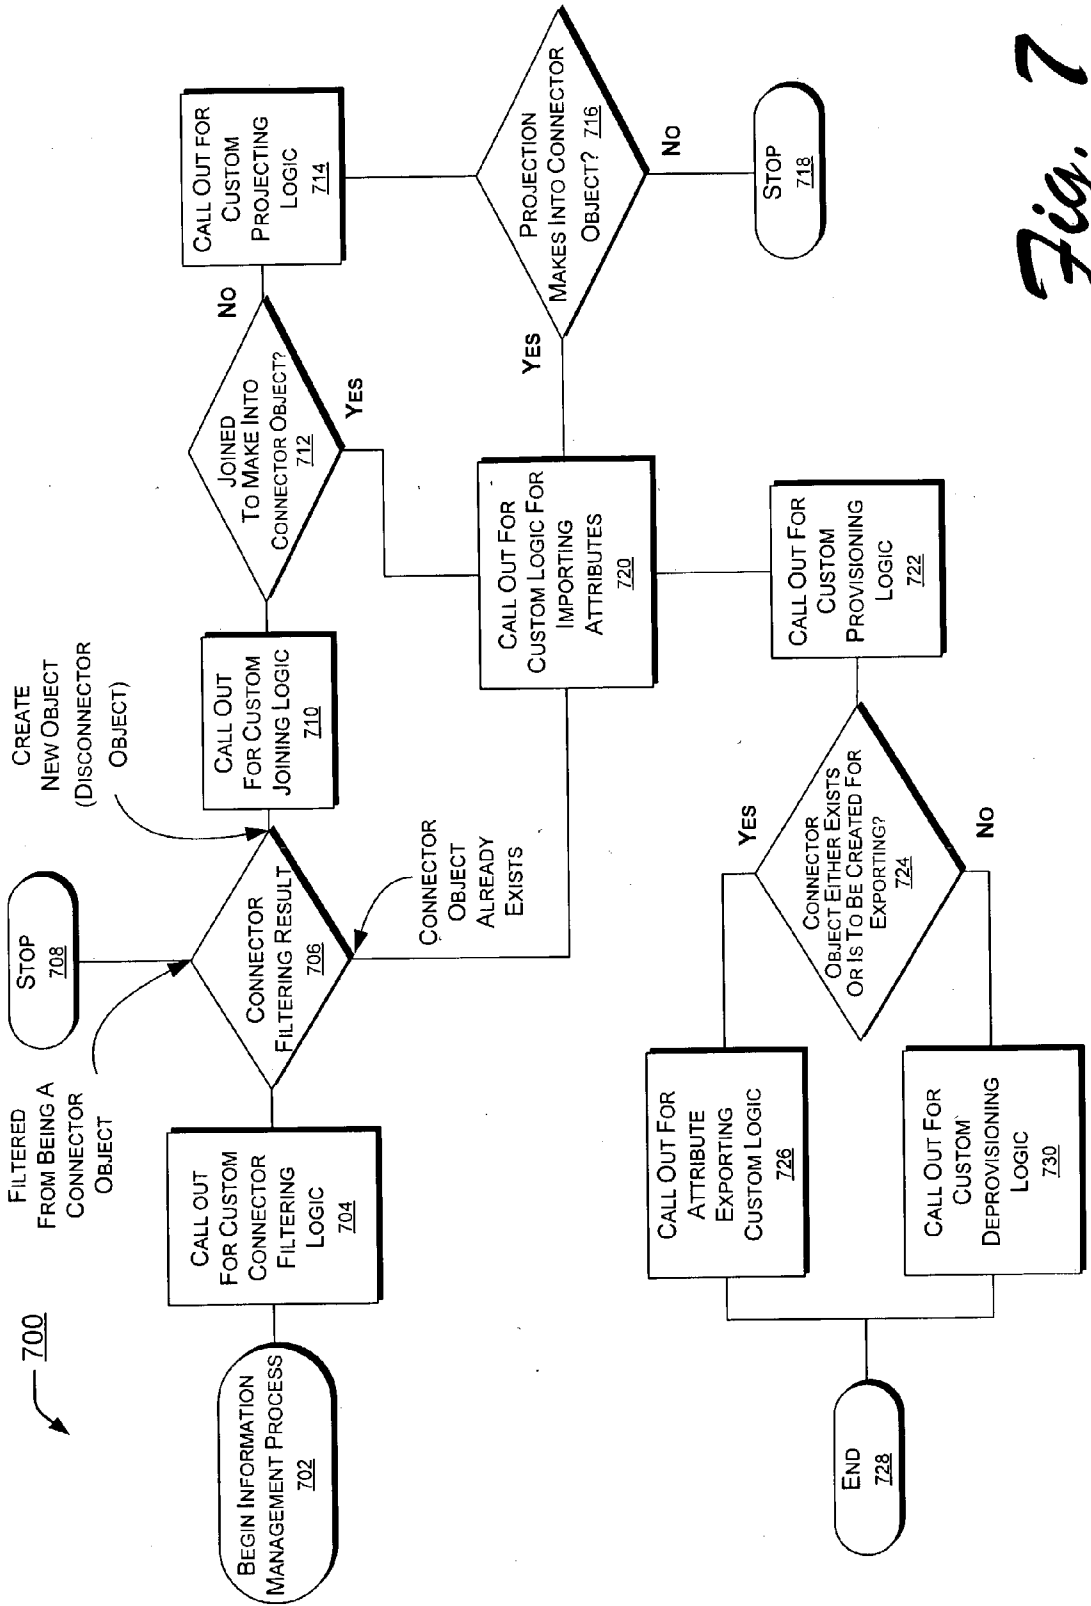 700
BEGIN INFORMATION
MANAGEMENT PROCESS
702
CALL OUT
FOR CUSTOM
CONNECTOR
FILTERING
LOGIC
704
FILTERED
FROM BEING A
CONNECTOR
OBJECT
STOP
708
CONNECTOR
FILTERING RESULT
706
CREATE
NEW OBJECT
(DISCONNECTOR
OBJECT)
CONNECTOR
OBJECT
ALREADY
EXISTS
CALL OUT
FOR CUSTOM
JOINING LOGIC
710
JOINED
TO MAKE INTO
CONNECTOR OBJECT?
712
NO
YES
CALL OUT FOR
CUSTOM
PROJECTING
LOGIC
714
PROJECTION
MAKES INTO CONNECTOR
OBJECT? 716
YES
NO
STOP
718
CALL OUT FOR
CUSTOM LOGIC FOR
IMPORTING
ATTRIBUTES
720
CALL OUT FOR
CUSTOM
PROVISIONING
LOGIC
722
CONNECTOR
OBJECT EITHER EXISTS
OR IS TO BE CREATED FOR
EXPORTING?
724
YES
NO
CALL OUT FOR
ATTRIBUTE
EXPORTING
CUSTOM LOGIC
726
CALL OUT FOR
CUSTOM
DEPROVISIONING
LOGIC
730
END
728
Fig. 7